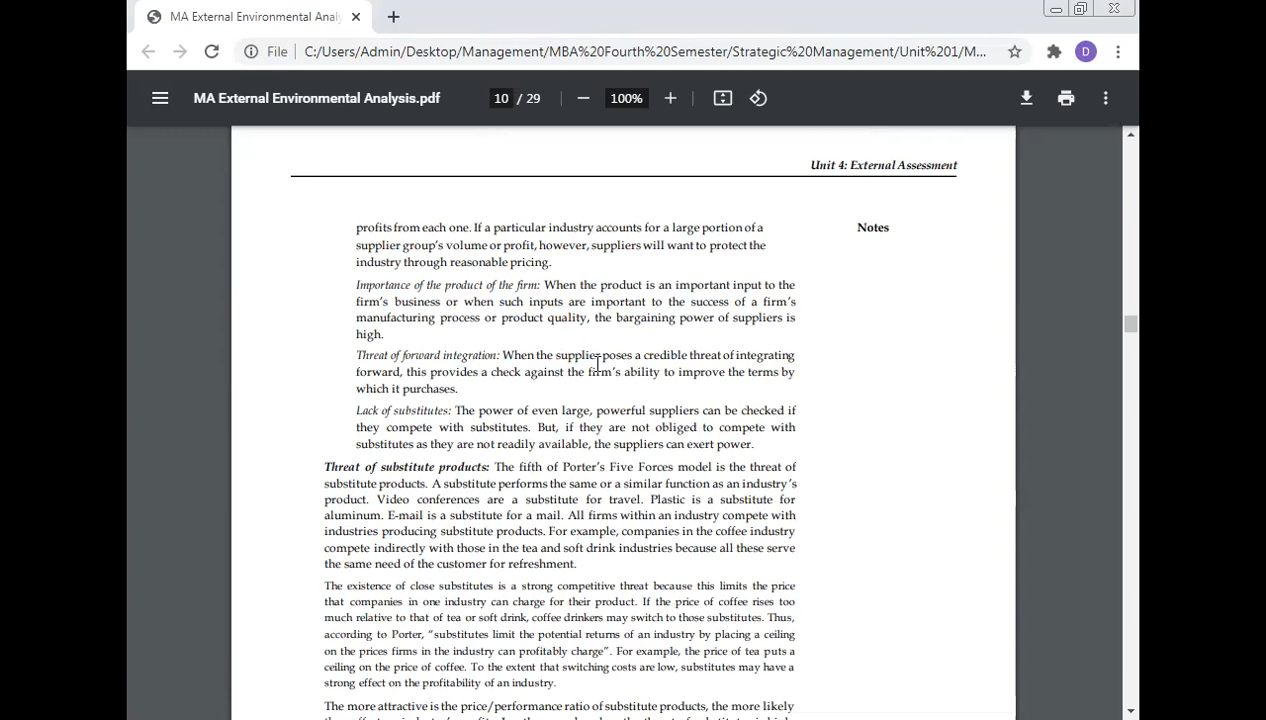 MA External Environmental Analy
File C:/Users/Admin/Desktop/Management/MBA%20Fourth%20Semester/Strategic%20Management/Unit%201/M... D
MA External Environmental Analysis.pdf 10 / 29 100%
Unit 4: External Assessment
profits from each one. If a particular industry accounts for a large portion of a Notes
supplier group's volume or profit, however, suppliers will want to protect the
industry through reasonable pricing.
Importance of the product of the firm: When the product is an important input to the
firm's business or when such inputs are important to the success of a firm's
manufacturing process or product quality, the bargaining power of suppliers is
high.
Threat of forward integration: When the supplier poses a credible threat of integrating
forward, this provides a check against the firm's ability to improve the terms by
which it purchases.
Lack of substitutes: The power of even large, powerful suppliers can be checked if
they compete with substitutes. But, if they are not obliged to compete with
substitutes as they are not readily available, the suppliers can exert power.
Threat of substitute products: The fifth of Porter's Five Forces model is the threat of
substitute products. A substitute performs the same or a similar function as an industry's
product. Video conferences are a substitute for travel. Plastic is a substitute for
aluminum. E-mail is a substitute for a mail. All firms within an industry compete with
industries producing substitute products. For example, companies in the coffee industry
compete indirectly with those in the tea and soft drink industries because all these serve
the same need of the customer for refreshment.
The existence of close substitutes is a strong competitive threat because this limits the price
that companies in one industry can charge for their product. If the price of coffee rises too
much relative to that of tea or soft drink, coffee drinkers may switch to those substitutes. Thus,
according to Porter, "substitutes limit the potential returns of an industry by placing a ceiling
on the prices firms in the industry can profitably charge". For example, the price of tea puts a
ceiling on the price of coffee. To the extent that switching costs are low, substitutes may have a
strong effect on the profitability of an industry.
The more attractive is the price/performance ratio of substitute products, the more likely